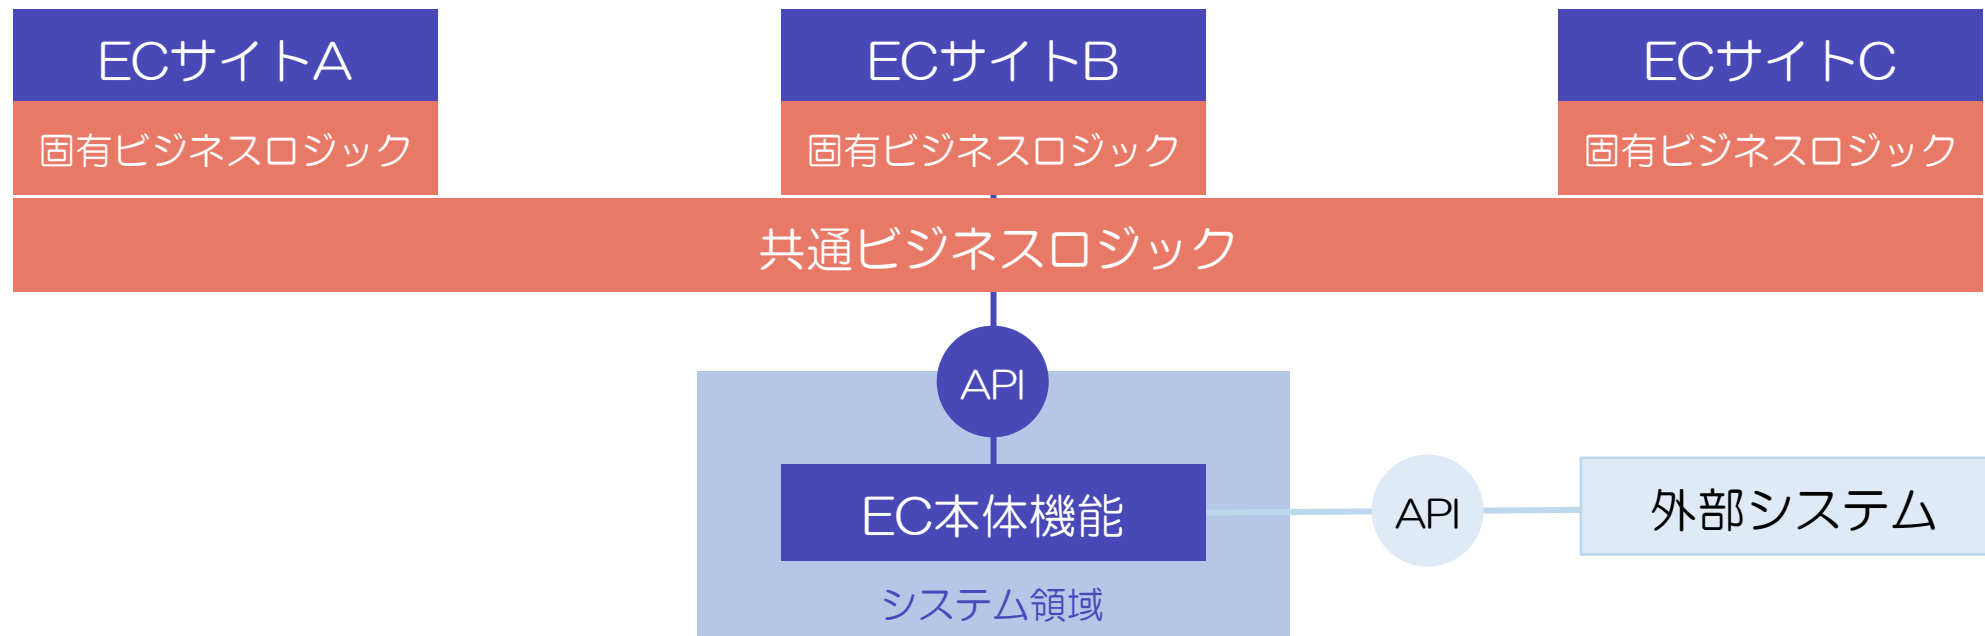 ECサイトA
ECサイトB
ECサイトC
固有ビジネスロジック
固有ビジネスロジック
固有ビジネスロジック
共通ビジネスロジック
API
EC本体機能
API
外部システム
システム領域